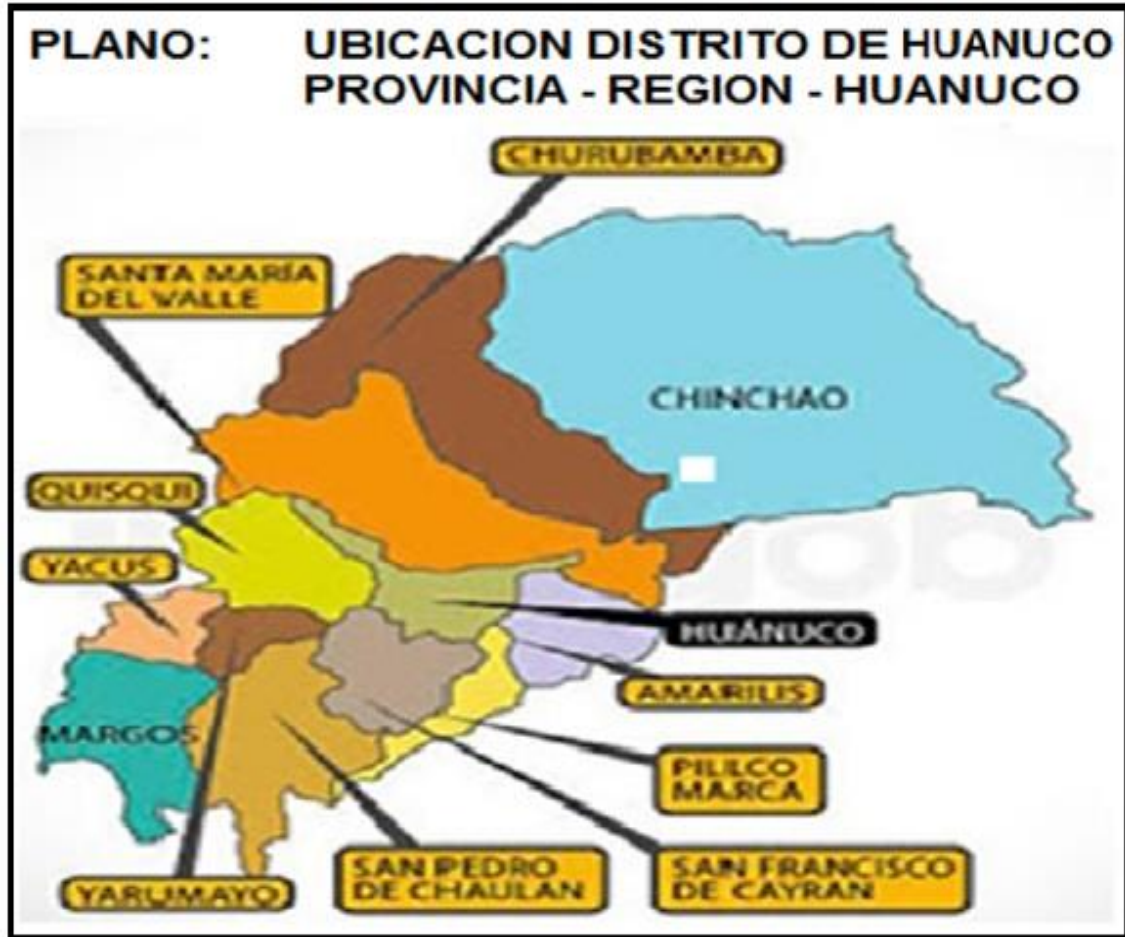 PLANO: UBICACION DISTRITO DE HUANUCO
PROVINCIA - REGION - HUANUCO
CHURUBAMBA
SANTA MARÍA
DEL VALLE
CHINCHAO
QUISQUI
YACUS
HUÁNUCO
AMARILIS
MARGOS
PILILCO
MARCA
SAN PEDRO
DE CHAULAN
SAN FRANCISCO
DE CAYRAN
YARUMAYO